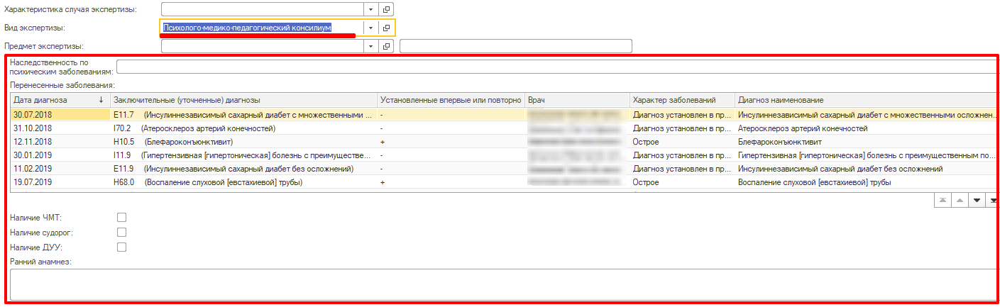 Характеристика случая экспертизы:
Вид экспертизы: Психолого-медико-педагогический консилиум
Предмет экспертизы:
Наследственность по
психическим заболеваниям:
Перенесенные заболевания:
Дата диагноза ↓ Заключительные (уточненные) диагнозы Установленные впервые или повторно Врач Характер заболеваний Диагноз наименование
30.07.2018 E11.7 (Инсулиннезависимый сахарный диабет с множественными ... - Диагноз установлен в пр... Инсулиннезависимый сахарный диабет с множественными осложнен...
31.10.2018 I70.2 (Атеросклероз артерий конечностей) - Диагноз установлен в пр... Атеросклероз артерий конечностей
12.11.2018 H10.5 (Блефароконъюнктивит) + Острое Блефароконъюнктивит
30.01.2019 I11.9 (Гипертензивная [гипертоническая] болезнь с преимуществе... - Диагноз установлен в пр... Гипертензивная [гипертоническая] болезнь с преимущественным по...
11.02.2019 E11.9 (Инсулиннезависимый сахарный диабет без осложнений) - Диагноз установлен в пр... Инсулиннезависимый сахарный диабет без осложнений
19.07.2019 H68.0 (Воспаление слуховой [евстахиевой] трубы) + Острое Воспаление слуховой [евстахиевой] трубы
Наличие ЧМТ:
Наличие судорог:
Наличие ДУУ:
Ранний анамнез: